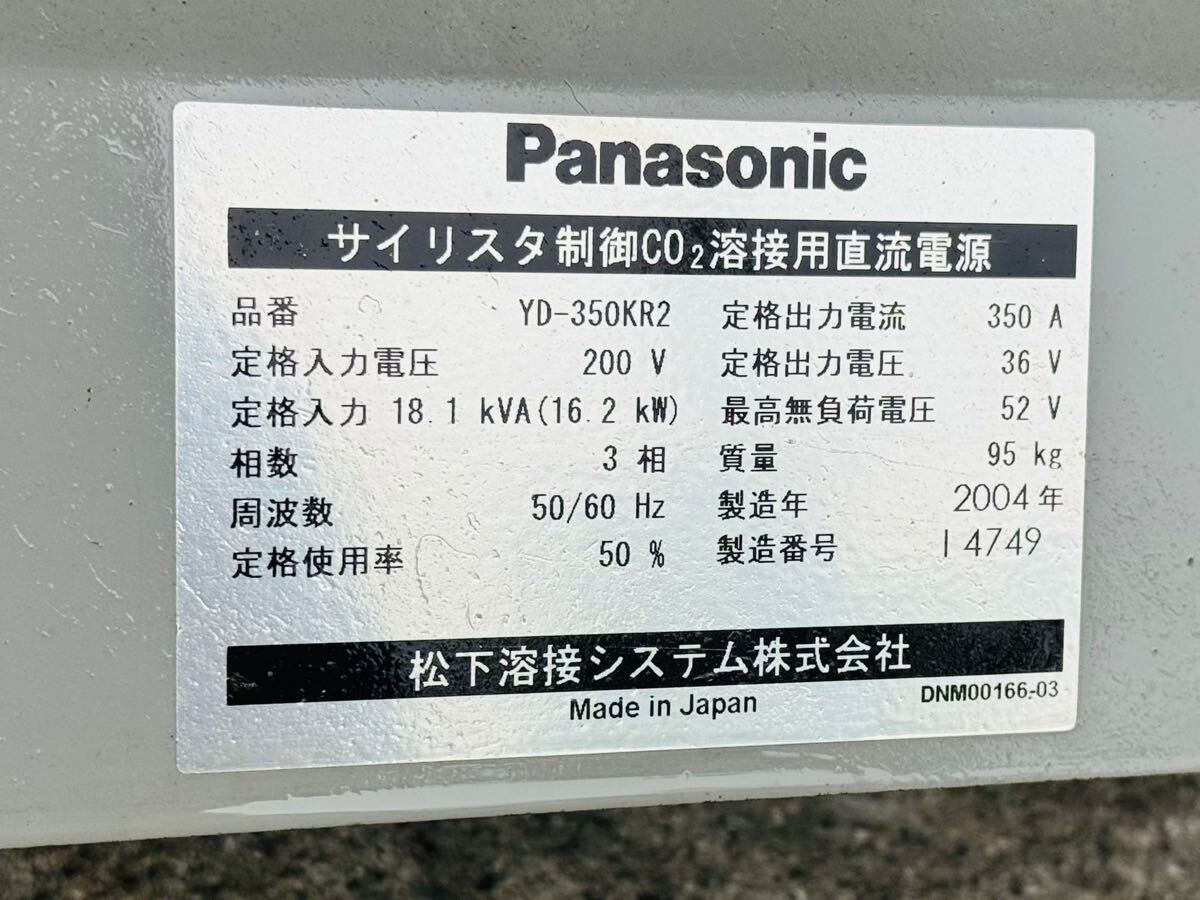 Panasonic
サイリスタ制御CO₂溶接用直流電源
品番 YD-350KR2
定格入力電圧 200 V
定格入力 18.1 kVA(16.2 kW)
相数 3 相
周波数 50/60 Hz
定格使用率 50 %
定格出力電流 350 A
定格出力電圧 36 V
最高無負荷電圧 52 V
質量 95 kg
製造年 2004年
製造番号 I4749
松下溶接システム株式会社
Made in Japan
DNM00166-03